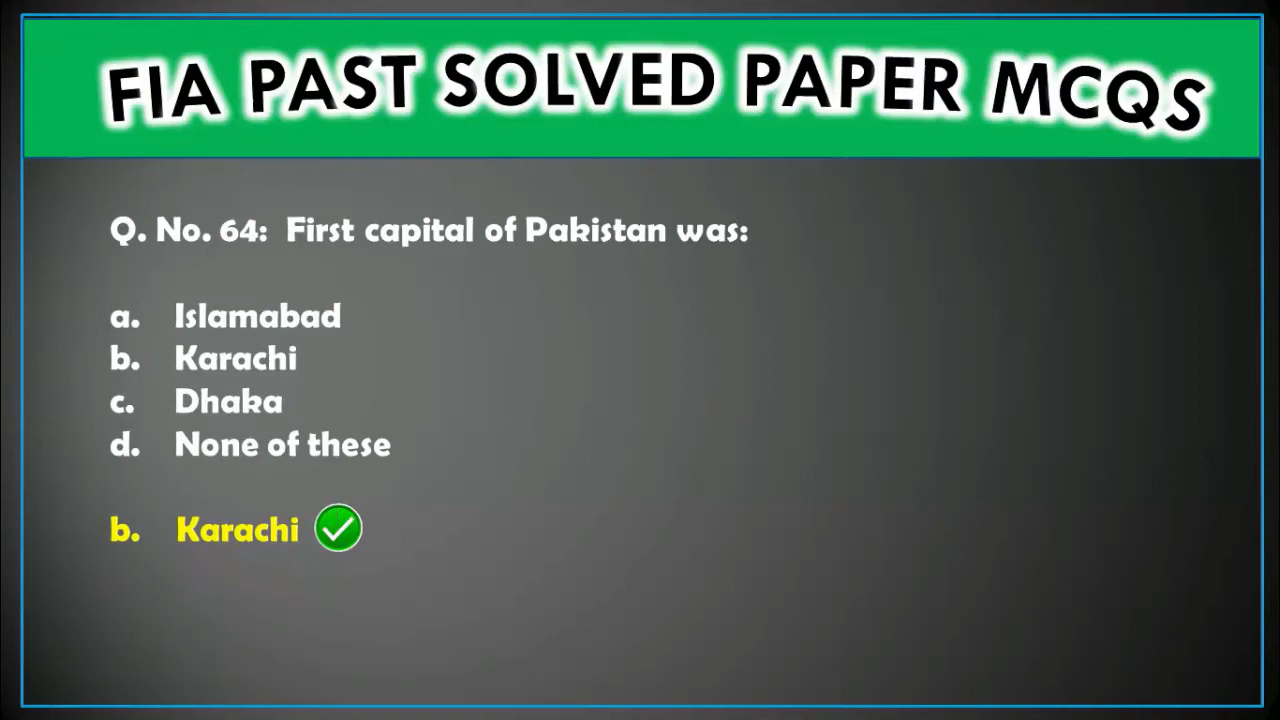 FIA PAST SOLVED PAPER MCQS
Q. No. 64: First capital of Pakistan was:
a. Islamabad
b. Karachi
c. Dhaka
d. None of these
b. Karachi